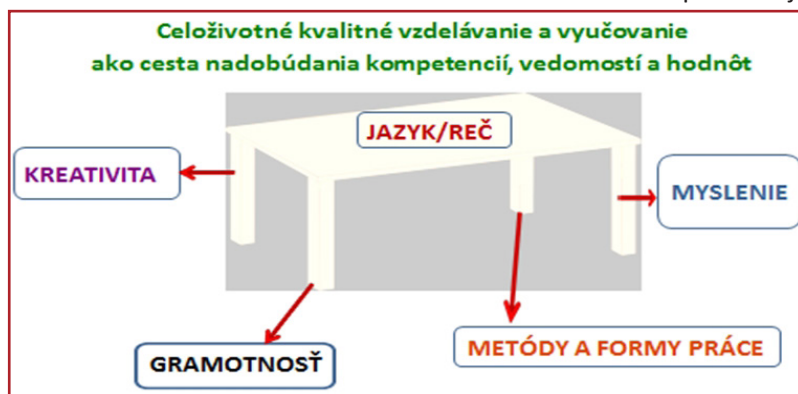 Celoživotné kvalitné vzdelávanie a vyučovanie
ako cesta nadobúdania kompetencií, vedomostí a hodnôt
JAZYK/REČ
KREATIVITA
MYSLENIE
METÓDY A FORMY PRÁCE
GRAMOTNOSŤ